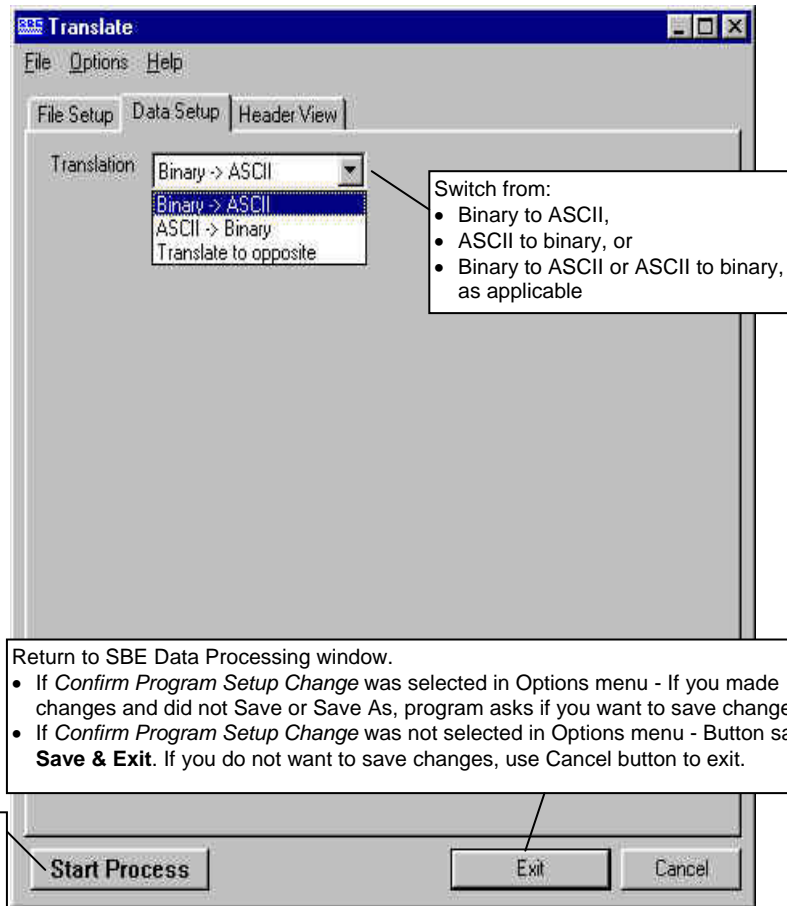 SBE Translate
File Options Help
File Setup Data Setup Header View
Translation Binary -> ASCII
Binary -> ASCII
ASCII -> Binary
Translate to opposite
Switch from:
• Binary to ASCII,
• ASCII to binary, or
• Binary to ASCII or ASCII to binary,
as applicable
Return to SBE Data Processing window.
• If Confirm Program Setup Change was selected in Options menu - If you made
changes and did not Save or Save As, program asks if you want to save change
• If Confirm Program Setup Change was not selected in Options menu - Button sa
Save & Exit. If you do not want to save changes, use Cancel button to exit.
Start Process Exit Cancel